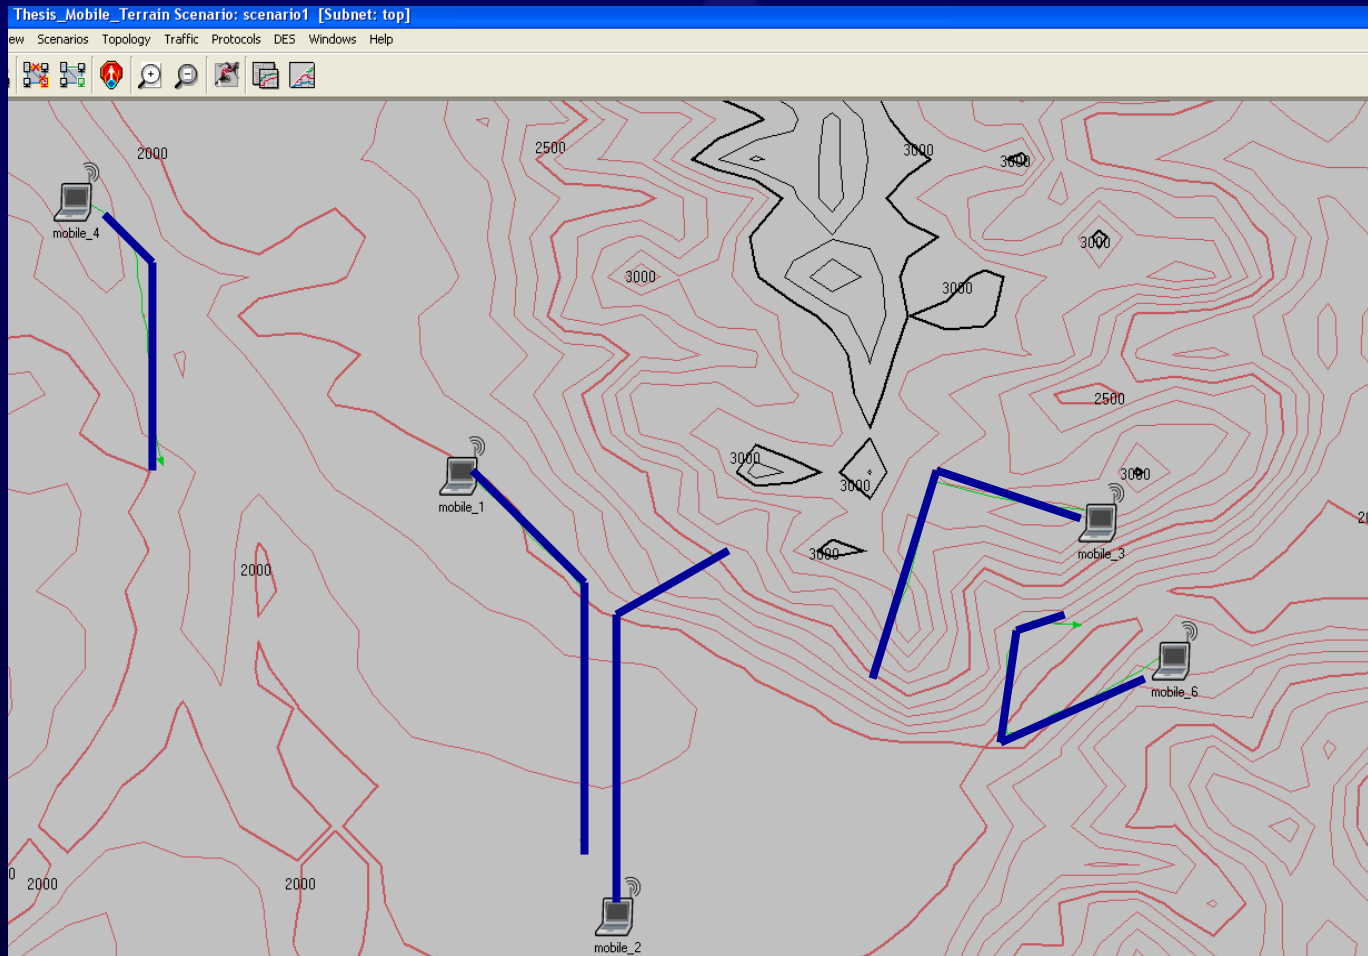 Thesis_Mobile_Terrain Scenario: scenario1 [Subnet: top]
ew Scenarios Topology Traffic Protocols DES Windows Help
2000
2500
3000
3000
mobile_4
3000
3000
3000
2500
3000
3000
3000
mobile_1
3000
mobile_3
2000
mobile_6
2000
2000
mobile_2